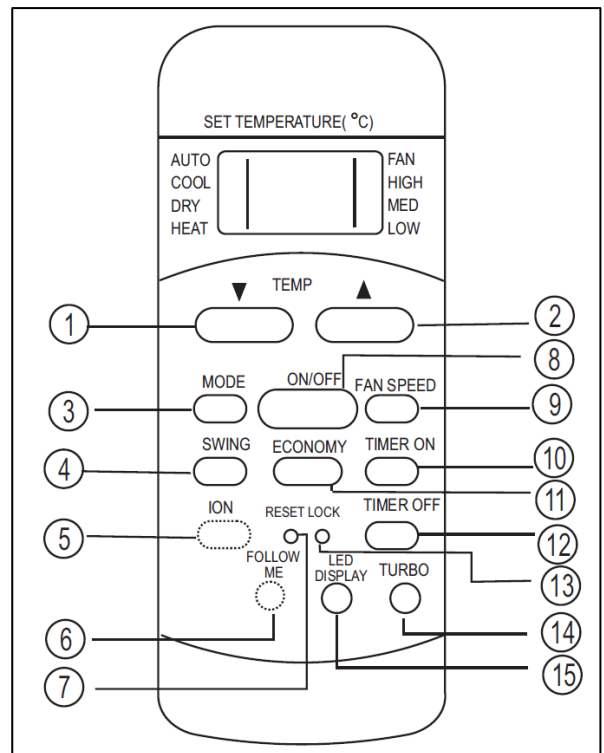 SET TEMPERATURE( °C)
AUTO FAN
COOL HIGH
DRY MED
HEAT LOW
▼ TEMP ▲
1 2
8
MODE ON/OFF FAN SPEED
3 9
SWING ECONOMY TIMER ON
4 10
11
ION RESET LOCK TIMER OFF
5 12
FOLLOW
ME
LED
DISPLAY
TURBO
13
6 14
7 15